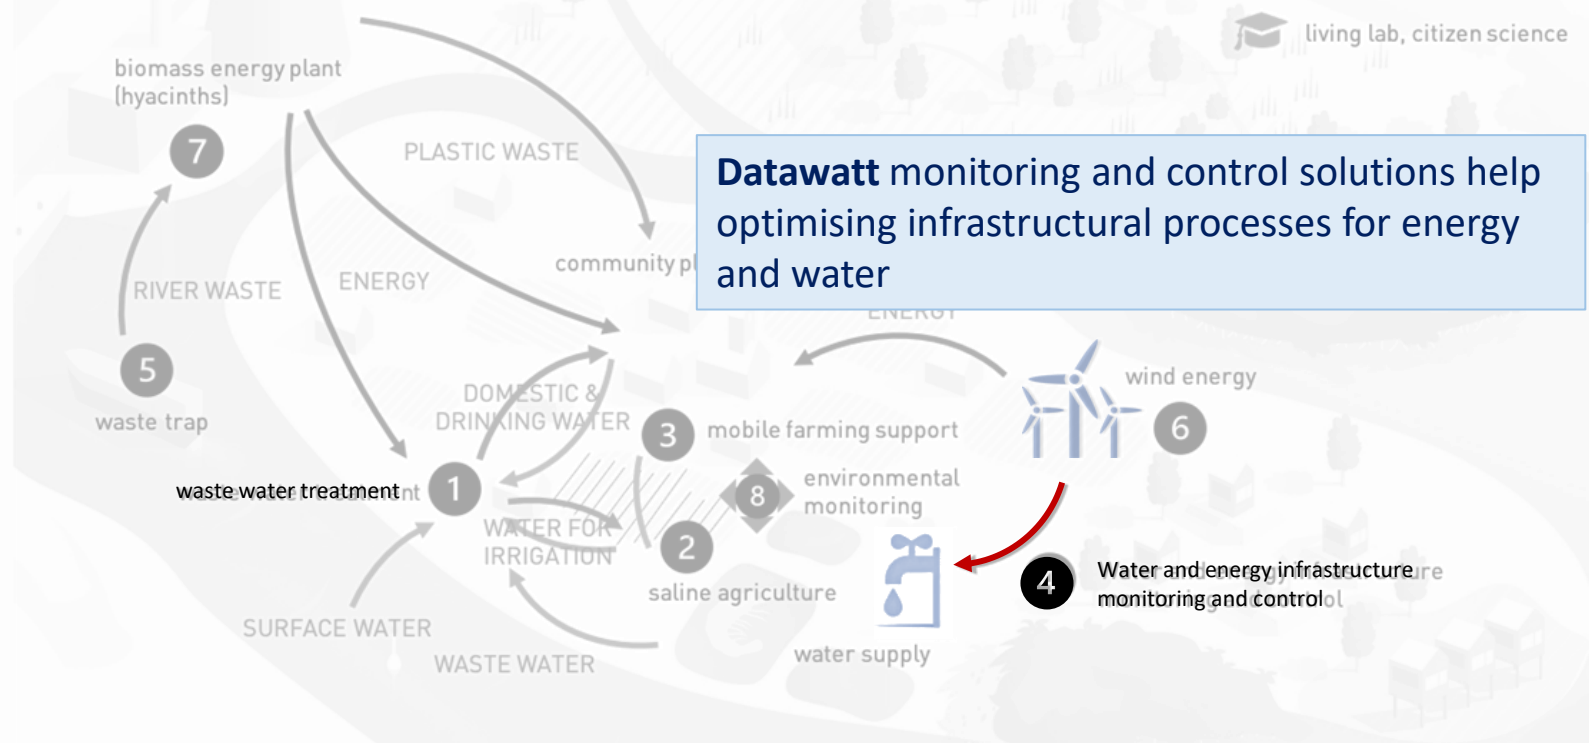 living lab, citizen science
biomass energy plant
(hyacinths)
7
PLASTIC WASTE
Datawatt monitoring and control solutions help
optimising infrastructural processes for energy
and water
community pl
RIVER WASTE
ENERGY
ENERGY
5
waste trap
wind energy
6
DOMESTIC &
DRINKING WATER
3
mobile farming support
waste water treatment
1
8
environmental
monitoring
WATER FOR
IRRIGATION
2
saline agriculture
4
Water and energy infrastructure
monitoring and control
SURFACE WATER
WASTE WATER
water supply